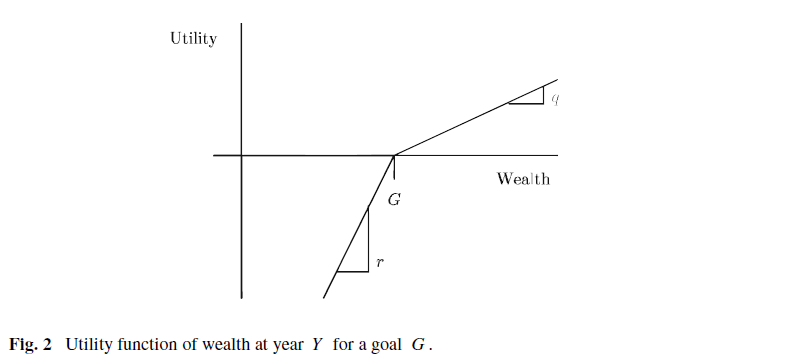 Utility
q
Wealth
G
r
Fig. 2 Utility function of wealth at year Y for a goal G.